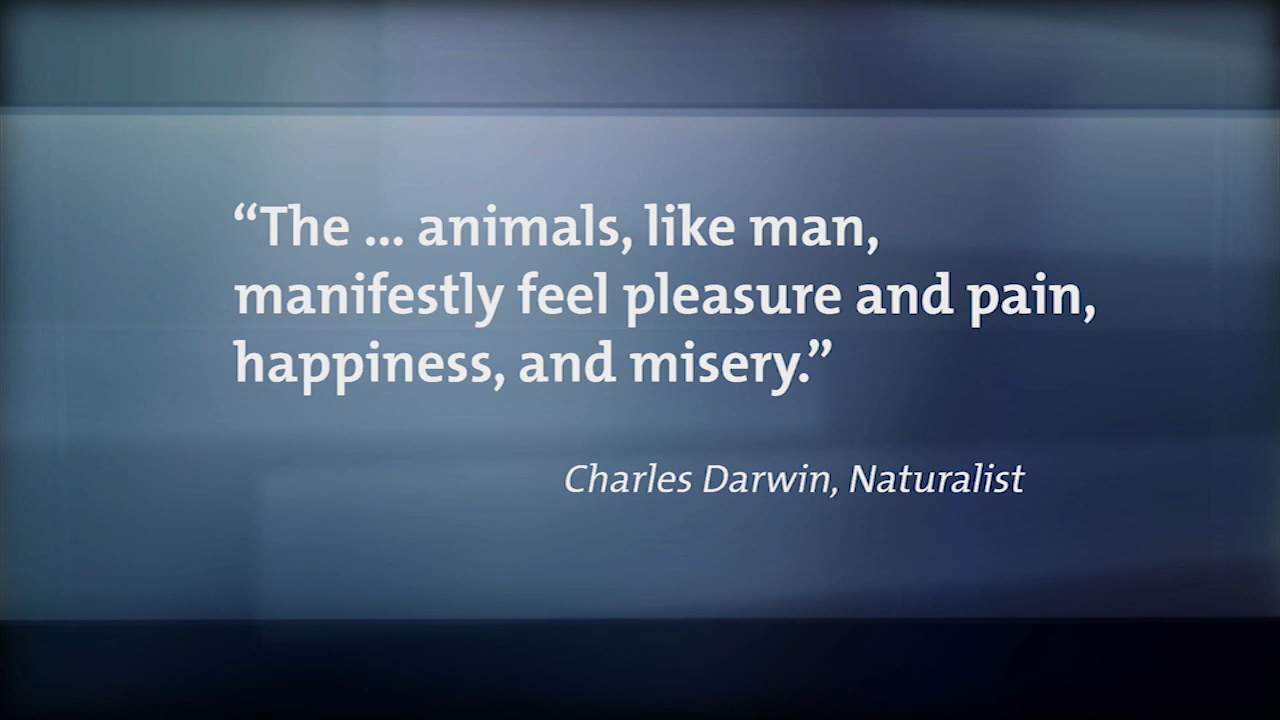 “The ... animals, like man,
manifestly feel pleasure and pain,
happiness, and misery.”
Charles Darwin, Naturalist